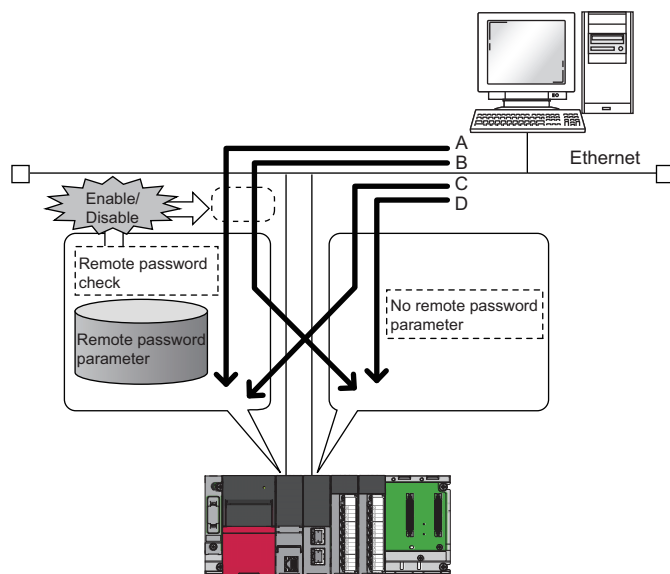 A
B
Ethernet
C
D
Enable/
Disable
Remote password
check
No remote password
parameter
Remote password
parameter